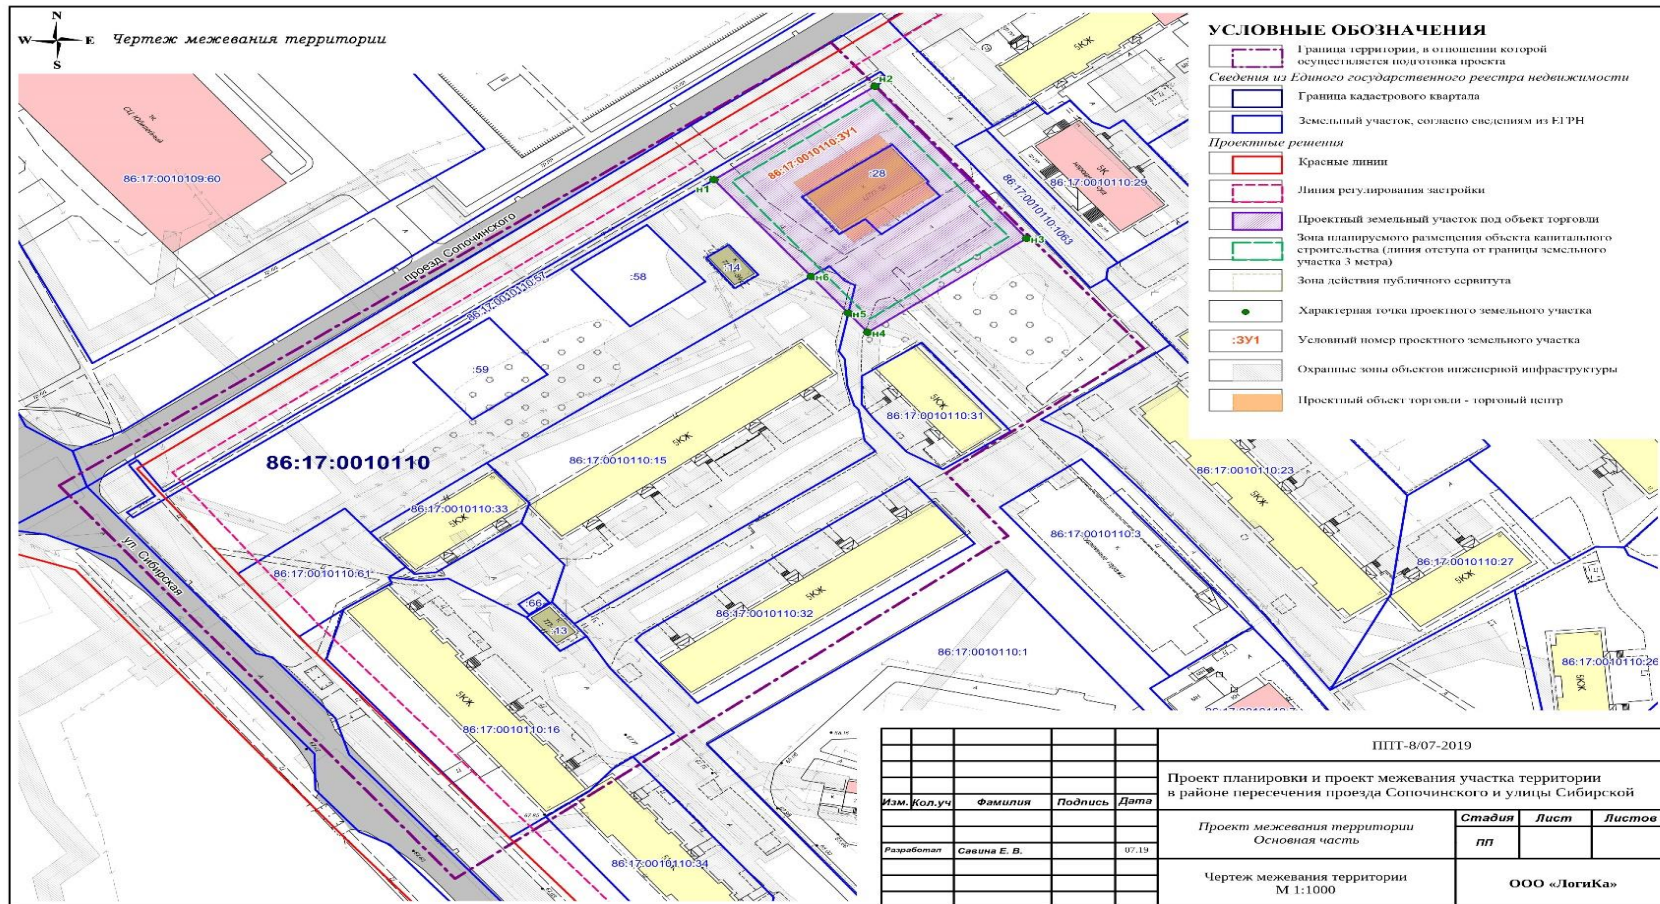 N
W E
S
Чертеж межевания территории
УСЛОВНЫЕ ОБОЗНАЧЕНИЯ
Граница территории, в отношении которой
осуществляется подготовка проекта
Сведения из Единого государственного реестра недвижимости
Граница кадастрового квартала
Земельный участок, согласно сведениям из ЕГРН
Проектные решения
Красные линии
Линия регулирования застройки
Проектный земельный участок под объект торговли
Зона планируемого размещения объекта капитального
строительства (линия отступа от границы земельного
участка 3 метра)
Зона действия публичного сервитута
Характерная точка проектного земельного участка
:ЗУ1 Условный номер проектного земельного участка
Охранные зоны объектов инженерной инфраструктуры
Проектный объект торговли - торговый центр
5КЖ
н2
86:17:0010110:ЗУ1
:28
5К
86:17:0010110:29
86:17:0010110:1063
86:17:0010109:60
н1
н3
проезд Сопочинского
86:17:0010110:57
:14
:58
н6
н5
н4
:59
5КЖ
86:17:0010110:31
5КЖ
86:17:0010110:15
86:17:0010110
86:17:0010110:33
5КЖ
86:17:0010110:23
5КЖ
ул. Сибирская
86:17:0010110:3
86:17:0010110:27
5КЖ
86:17:0010110:61
:66
:13
86:17:0010110:32
5КЖ
86:17:0010110:1
86:17:0010110:26
5КЖ
5КЖ
86:17:0010110:16
86:17:0010110:34
ППТ-8/07-2019
Проект планировки и проект межевания участка территории
в районе пересечения проезда Сопочинского и улицы Сибирской
Изм. Кол.уч Фамилия Подпись Дата
Проект межевания территории
Основная часть
Стадия Лист Листов
ПП
Разработал Савина Е. В. 07.19
Чертеж межевания территории
М 1:1000
ООО «ЛогиКа»